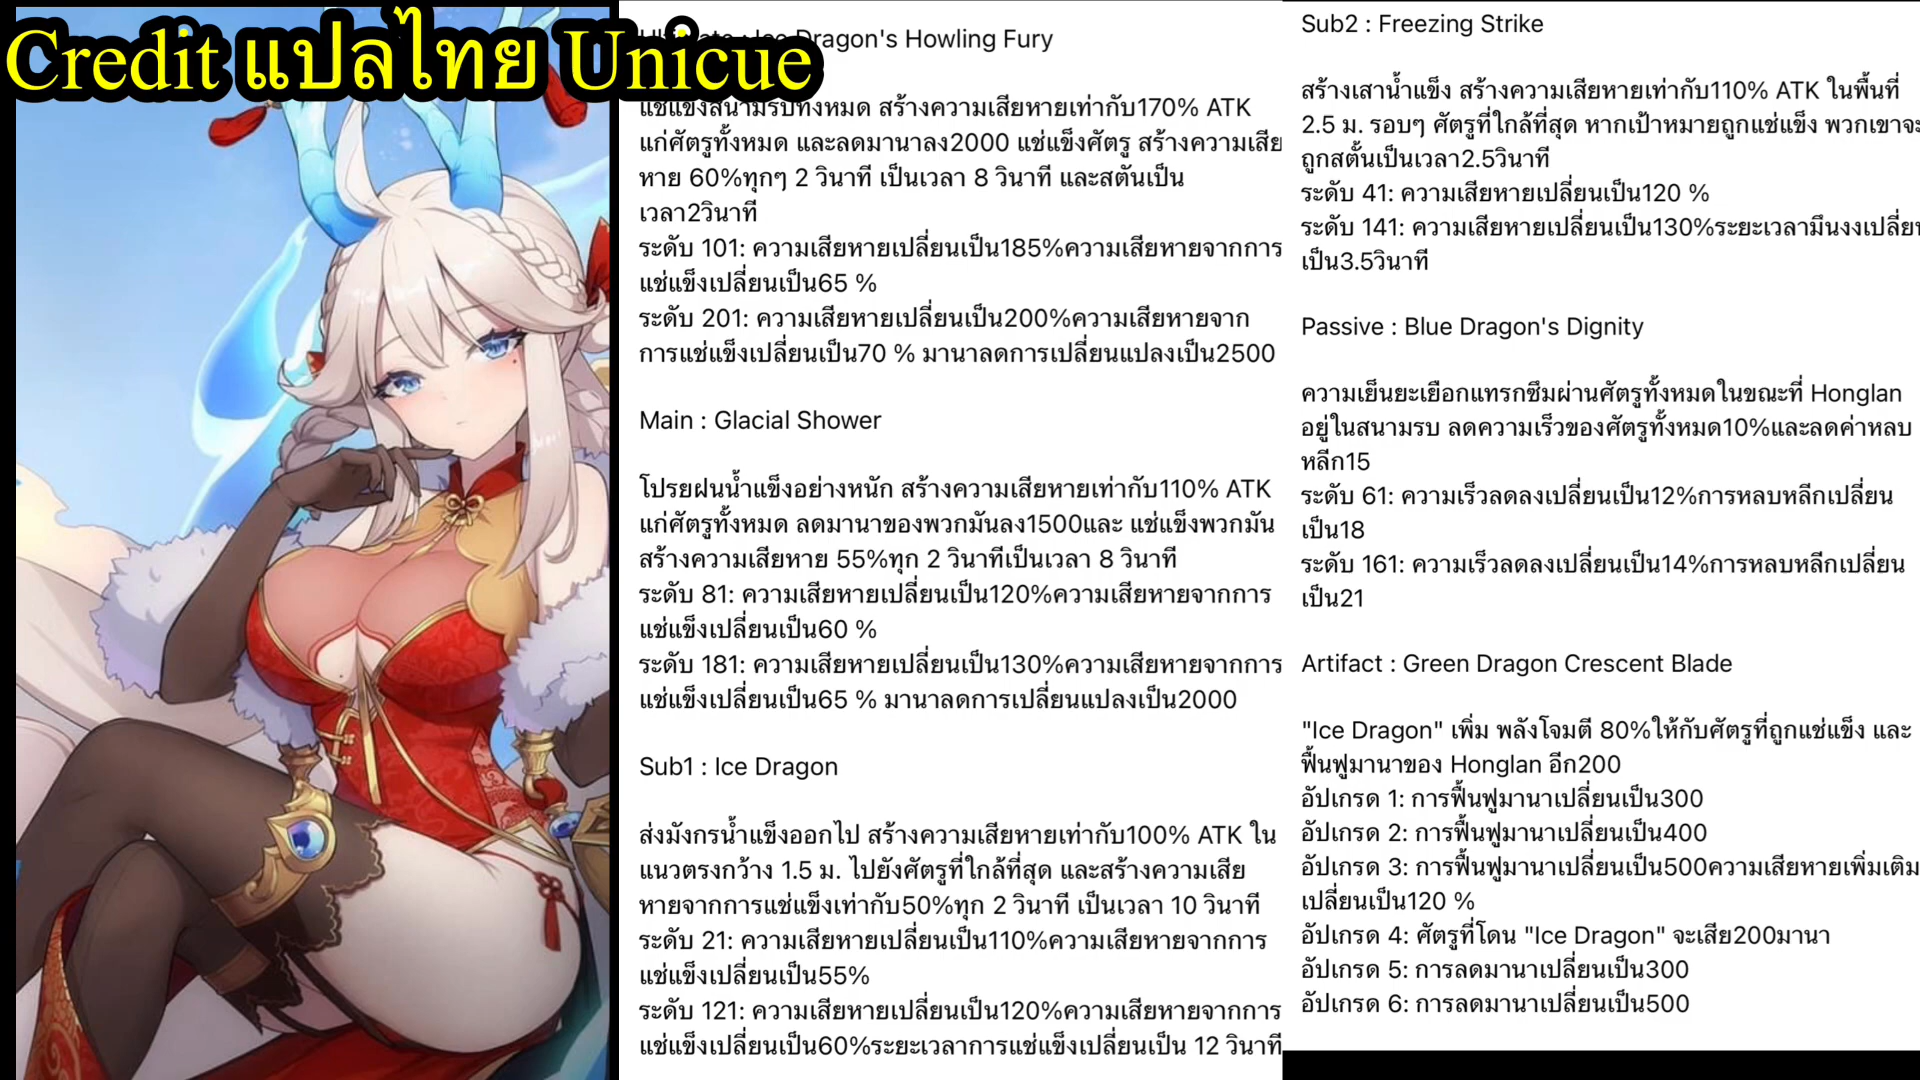 Credit แปลไทย Unicue
Dragon's Howling Fury
แช่แข็งสนามรบทั้งหมด สร้างความเสียหายเท่ากับ170% ATK
แก่ศัตรูทั้งหมด และลดมานาลง2000 แช่แข็งศัตรู สร้างความเสีย
หาย 60%ทุกๆ 2 วินาที เป็นเวลา 8 วินาที และสตันเป็น
เวลา2วินาที
ระดับ 101: ความเสียหายเปลี่ยนเป็น185%ความเสียหายจากการ
แช่แข็งเปลี่ยนเป็น65 %
ระดับ 201: ความเสียหายเปลี่ยนเป็น200%ความเสียหายจาก
การแช่แข็งเปลี่ยนเป็น70 % มานาลดการเปลี่ยนแปลงเป็น2500
Main : Glacial Shower
โปรยฝนน้ำแข็งอย่างหนัก สร้างความเสียหายเท่ากับ110% ATK
แก่ศัตรูทั้งหมด ลดมานาของพวกมันลง1500และ แช่แข็งพวกมัน
สร้างความเสียหาย 55%ทุก 2 วินาทีเป็นเวลา 8 วินาที
ระดับ 81: ความเสียหายเปลี่ยนเป็น120%ความเสียหายจากการ
แช่แข็งเปลี่ยนเป็น60 %
ระดับ 181: ความเสียหายเปลี่ยนเป็น130%ความเสียหายจากการ
แช่แข็งเปลี่ยนเป็น65 % มานาลดการเปลี่ยนแปลงเป็น2000
Sub1 : Ice Dragon
ส่งมังกรน้ำแข็งออกไป สร้างความเสียหายเท่ากับ100% ATK ใน
แนวตรงกว้าง 1.5 ม. ไปยังศัตรูที่ใกล้ที่สุด และสร้างความเสีย
หายจากการแช่แข็งเท่ากับ50%ทุก 2 วินาที เป็นเวลา 10 วินาที
ระดับ 21: ความเสียหายเปลี่ยนเป็น110%ความเสียหายจากการ
แช่แข็งเปลี่ยนเป็น55%
ระดับ 121: ความเสียหายเปลี่ยนเป็น120%ความเสียหายจากการ
แช่แข็งเปลี่ยนเป็น60%ระยะเวลาการแช่แข็งเปลี่ยนเป็น 12 วินาที
Sub2 : Freezing Strike
สร้างเสาน้ำแข็ง สร้างความเสียหายเท่ากับ110% ATK ในพื้นที่
2.5 ม. รอบๆ ศัตรูที่ใกล้ที่สุด หากเป้าหมายถูกแช่แข็ง พวกเขาจะ
ถูกสตั้นเป็นเวลา2.5วินาที
ระดับ 41: ความเสียหายเปลี่ยนเป็น120 %
ระดับ 141: ความเสียหายเปลี่ยนเป็น130%ระยะเวลามึนงงเปลี่ยน
เป็น3.5วินาที
Passive : Blue Dragon's Dignity
ความเย็นยะเยือกแทรกซึมผ่านศัตรูทั้งหมดในขณะที่ Honglan
อยู่ในสนามรบ ลดความเร็วของศัตรูทั้งหมด10%และลดค่าหลบ
หลีก15
ระดับ 61: ความเร็วลดลงเปลี่ยนเป็น12%การหลบหลีกเปลี่ยน
เป็น18
ระดับ 161: ความเร็วลดลงเปลี่ยนเป็น14%การหลบหลีกเปลี่ยน
เป็น21
Artifact : Green Dragon Crescent Blade
"Ice Dragon" เพิ่ม พลังโจมตี 80%ให้กับศัตรูที่ถูกแช่แข็ง และ
ฟื้นฟูมานาของ Honglan อีก200
อัปเกรด 1: การฟื้นฟูมานาเปลี่ยนเป็น300
อัปเกรด 2: การฟื้นฟูมานาเปลี่ยนเป็น400
อัปเกรด 3: การฟื้นฟูมานาเปลี่ยนเป็น500ความเสียหายเพิ่มเติม
เปลี่ยนเป็น120 %
อัปเกรด 4: ศัตรูที่โดน "Ice Dragon" จะเสีย200มานา
อัปเกรด 5: การลดมานาเปลี่ยนเป็น300
อัปเกรด 6: การลดมานาเปลี่ยนเป็น500